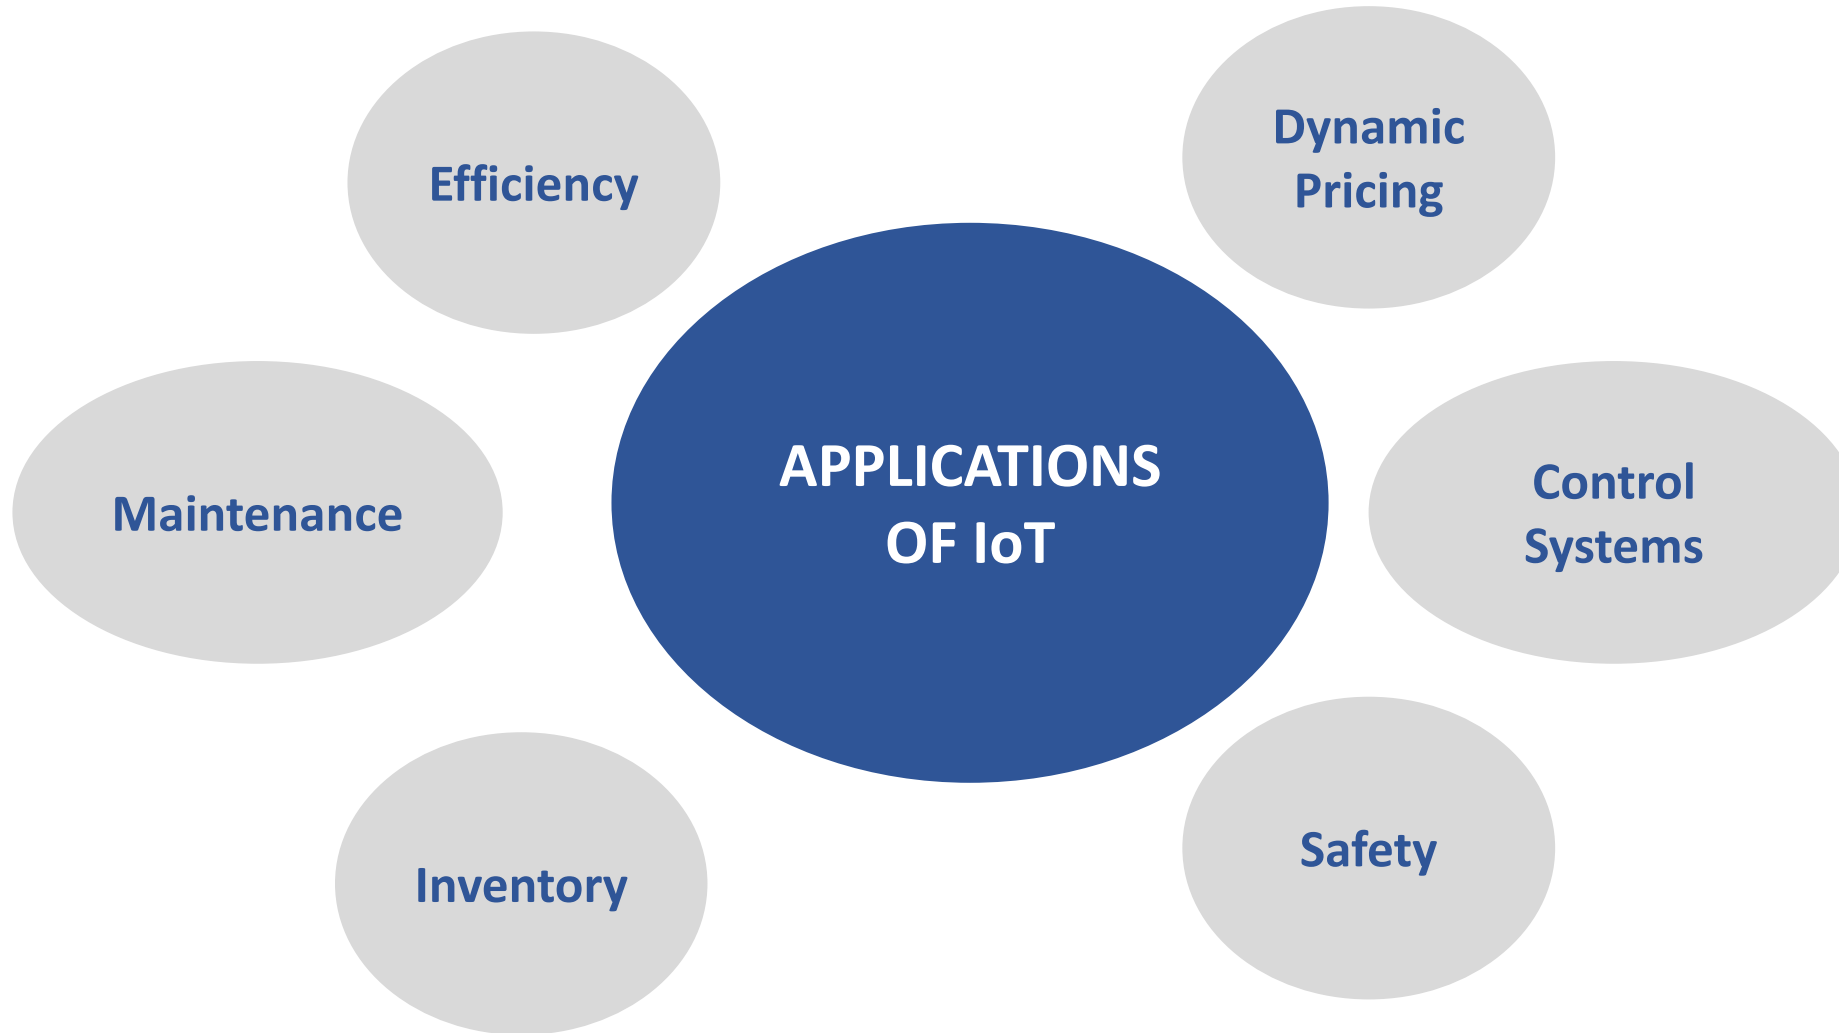 Efficiency
Dynamic
Pricing
APPLICATIONS
OF IoT
Maintenance
Control
Systems
Inventory
Safety